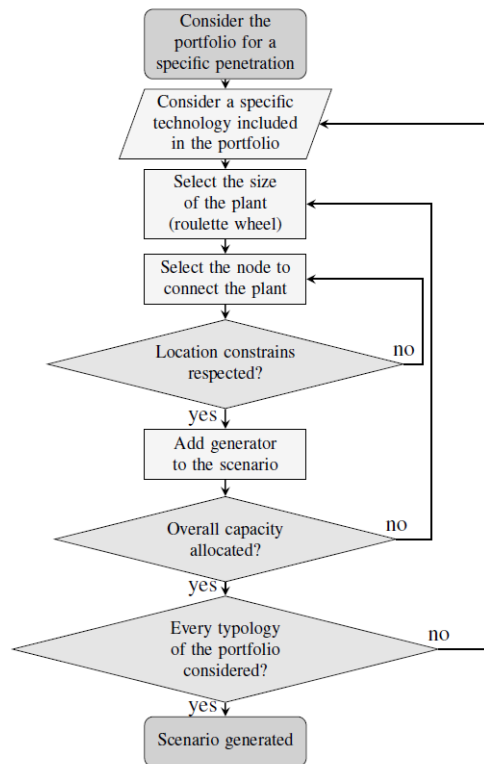 Consider the
portfolio for a
specific penetration
Consider a specific
technology included
in the portfolio
Select the size
of the plant
(roulette wheel)
Select the node to
connect the plant
Location constrains
respected?
no
yes
Add generator
to the scenario
Overall capacity
allocated?
no
yes
Every typology
of the portfolio
considered?
no
yes
Scenario generated